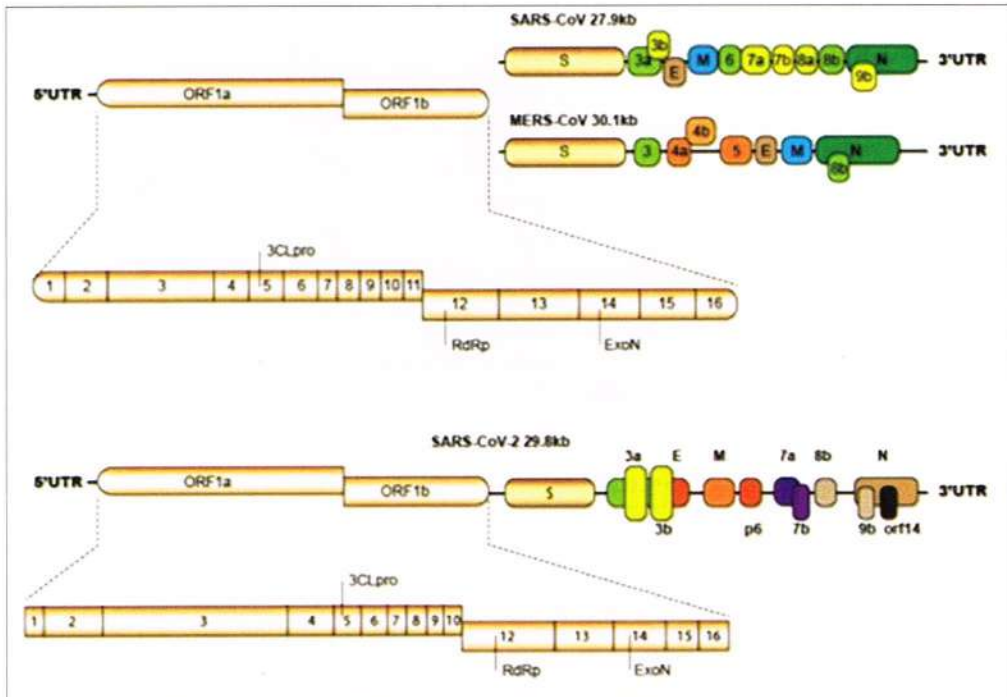 SARS-CoV 27.9kb
S 3a 3b E M 6 7a 7b 8a 8b N 9b 3'UTR
5'UTR ORF1a ORF1b
MERS-CoV 30.1kb
S 3 4a 4b 5 E M N 8b 3'UTR
3CLpro
1 2 3 4 5 6 7 8 9 10 11
12 13 14 15 16
RdRp ExoN
SARS-CoV-2 29.8kb
3a E M 7a 8b N
5'UTR ORF1a ORF1b S 3'UTR
3b p6 7b 9b orf14
3CLpro
1 2 3 4 5 6 7 8 9 10
12 13 14 15 16
RdRp ExoN